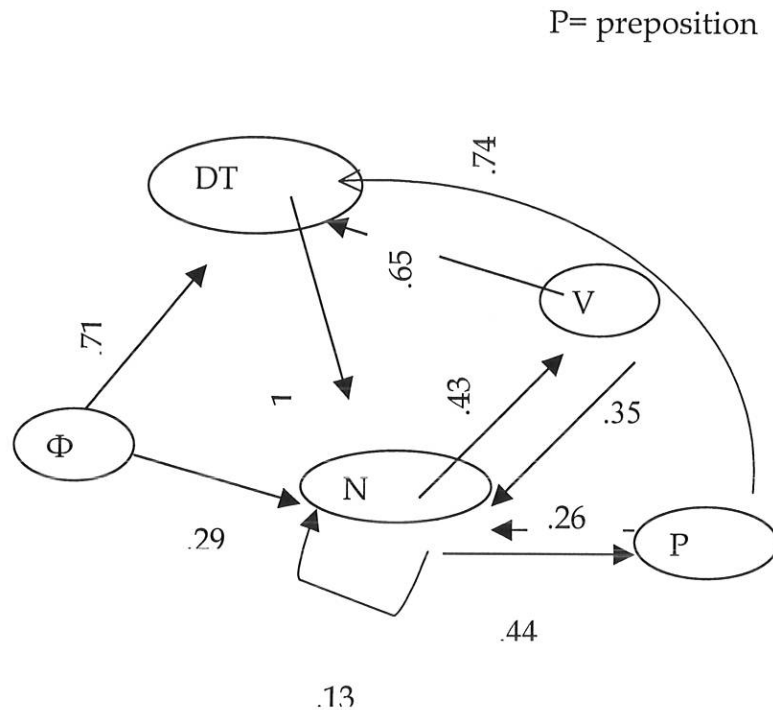 P= preposition
.74
DT
.65
V
.71
1
.43
.35
Φ
N
.26
.29
P
.44
.13